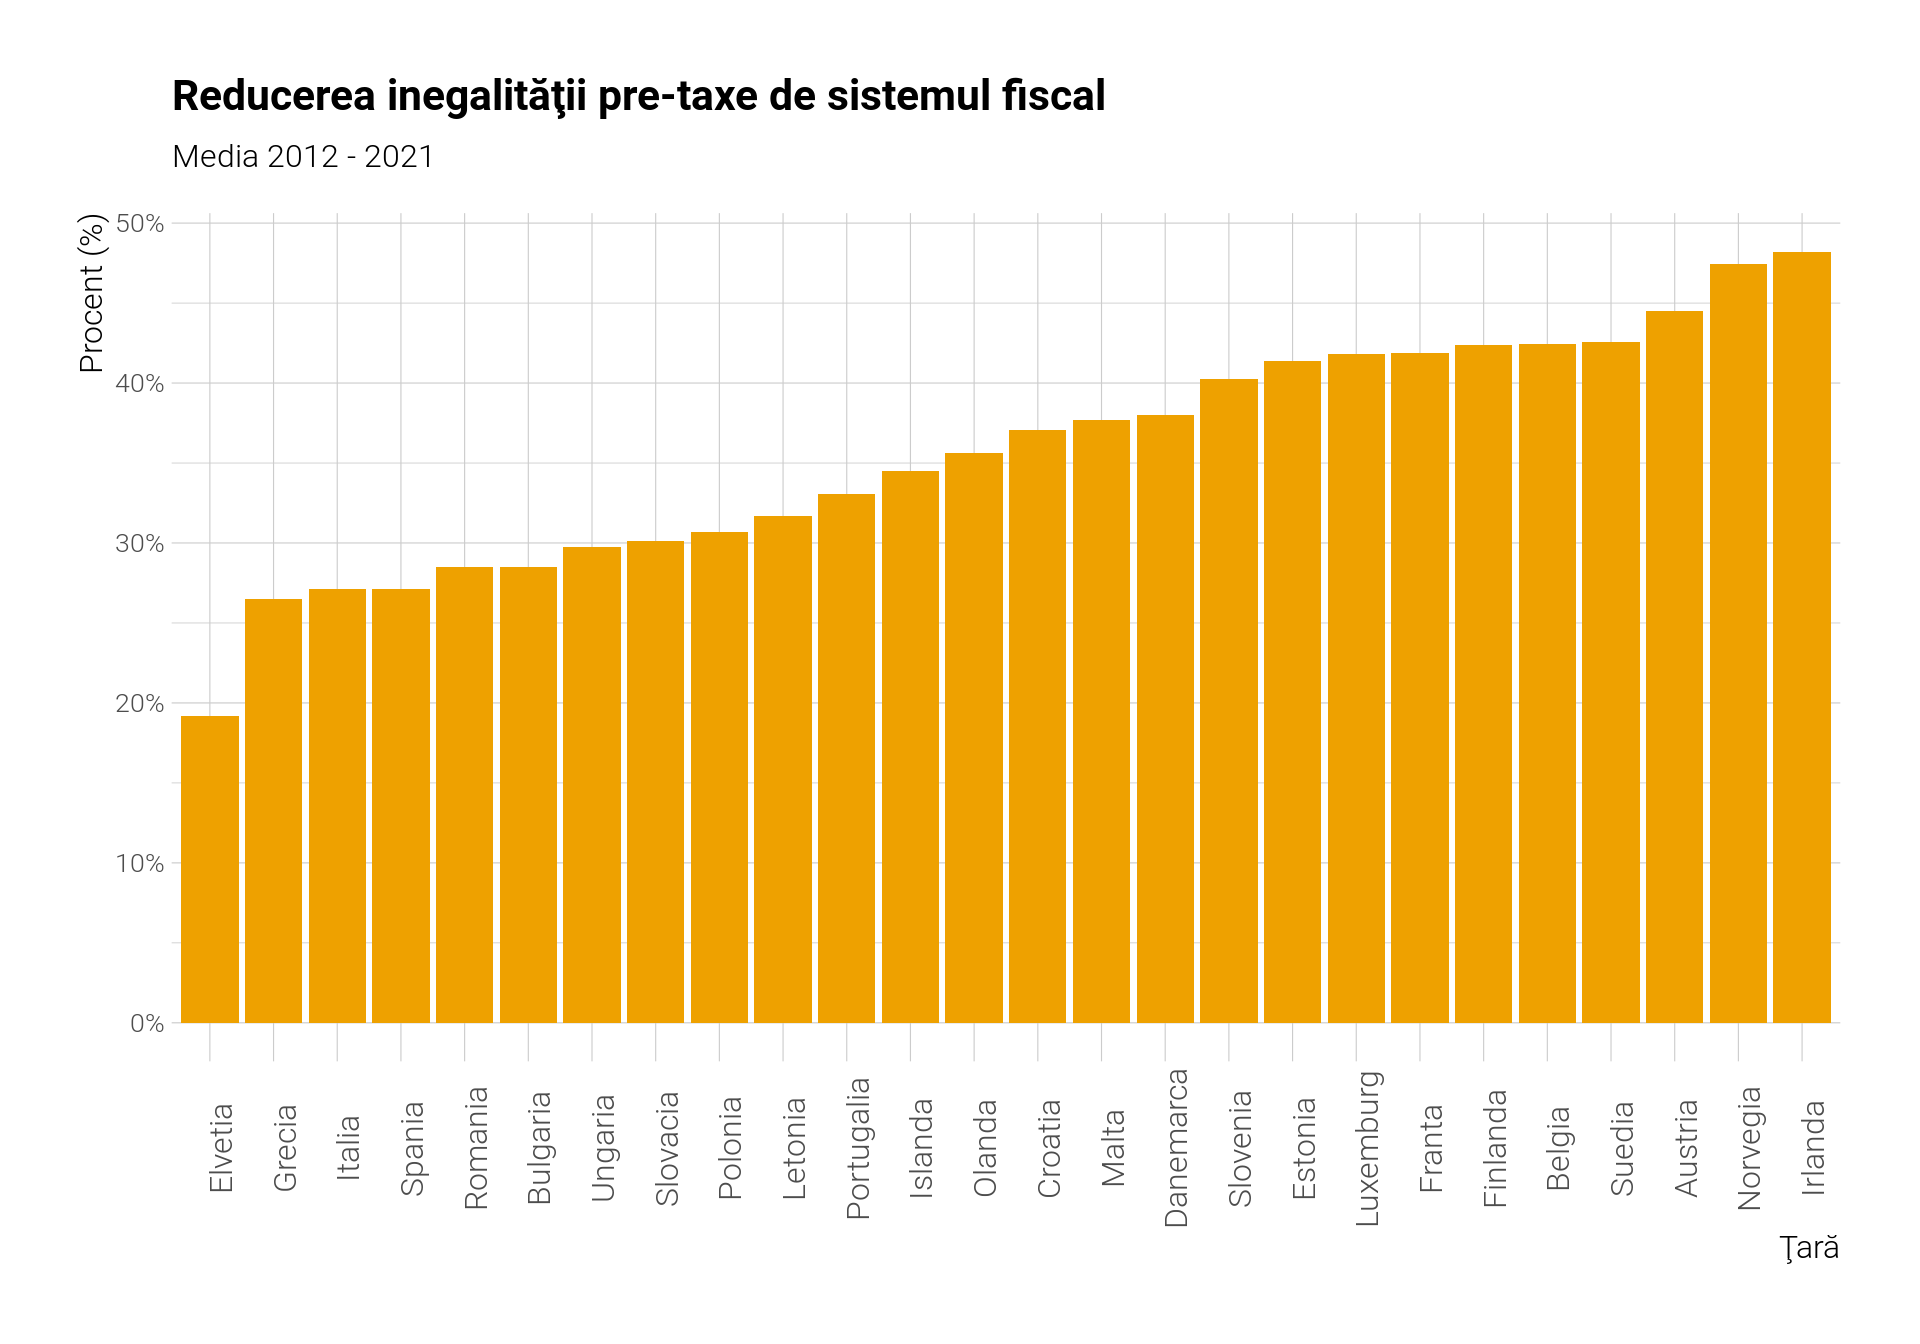 Reducerea inegalităţii pre-taxe de sistemul fiscal
Media 2012 - 2021
Procent (%)
50%
40%
30%
20%
10%
0%
Elvetia
Grecia
Italia
Spania
Romania
Bulgaria
Ungaria
Slovacia
Polonia
Letonia
Portugalia
Islanda
Olanda
Croatia
Malta
Danemarca
Slovenia
Estonia
Luxemburg
Franta
Finlanda
Belgia
Suedia
Austria
Norvegia
Irlanda
Ţară